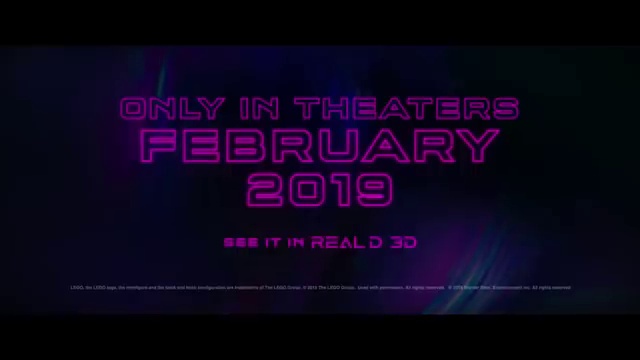 ONLY IN THEATERS
FEBRUARY
2019
SEE IT IN REAL D 3D
LEGO, the LEGO logo, the minifigure and the brick and knob configurations are trademarks of The LEGO Group. © 2018 The LEGO Group. Used with permission. All rights reserved. © 2018 Warner Bros. Entertainment Inc. All rights reserved.